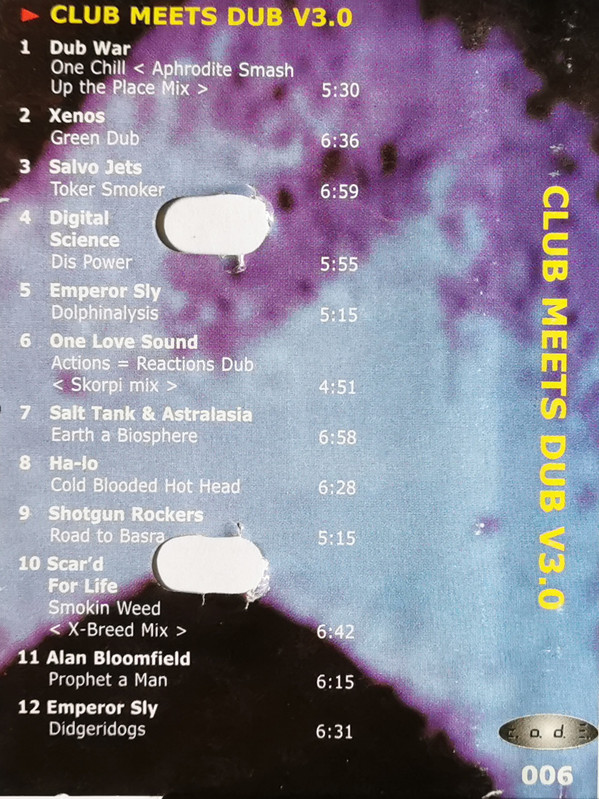 CLUB MEETS DUB V3.0
1 Dub War
One Chill < Aphrodite Smash
Up the Place Mix > 5:30
2 Xenos
Green Dub 6:36
3 Salvo Jets
Toker Smoker 6:59
4 Digital
Science
Dis Power 5:55
5 Emperor Sly
Dolphinalysis 5:15
6 One Love Sound
Actions = Reactions Dub
< Skorpi mix > 4:51
7 Salt Tank & Astralasia
Earth a Biosphere 6:58
8 Ha-lo
Cold Blooded Hot Head 6:28
9 Shotgun Rockers
Road to Basra 5:15
10 Scar'd
For Life
Smokin Weed
< X-Breed Mix > 6:42
11 Alan Bloomfield
Prophet a Man 6:15
12 Emperor Sly
Didgeridogs 6:31
CLUB MEETS DUB V3.0
006